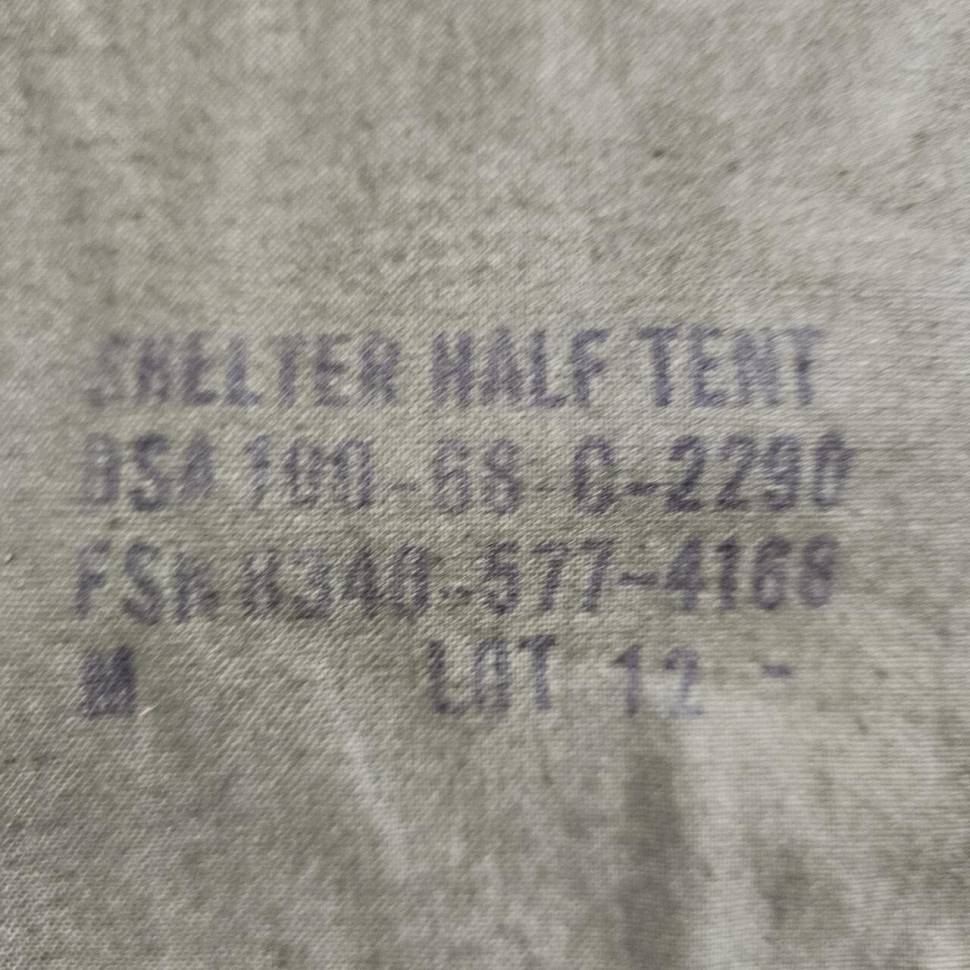 SHELTER HALF TENT
DSA 100-68-C-2290
FSN 8340-577-4168
M LOT 12 -